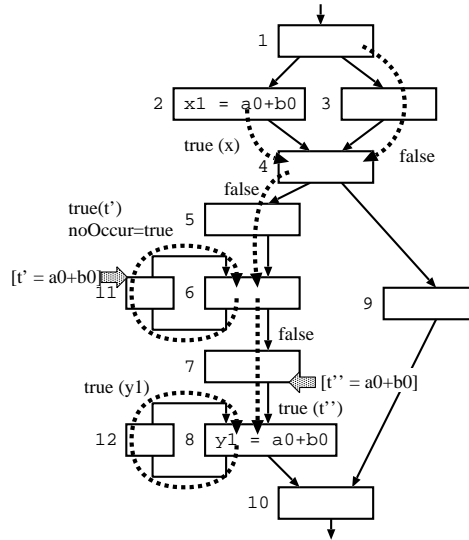 1
2 x1 = a0+b0 3
true (x)
4
false
false
true(t')
noOccur=true
5
[t' = a0+b0]
11 6 9
false
7
[t'' = a0+b0]
true (y1) true (t'')
12 8 y1 = a0+b0
10